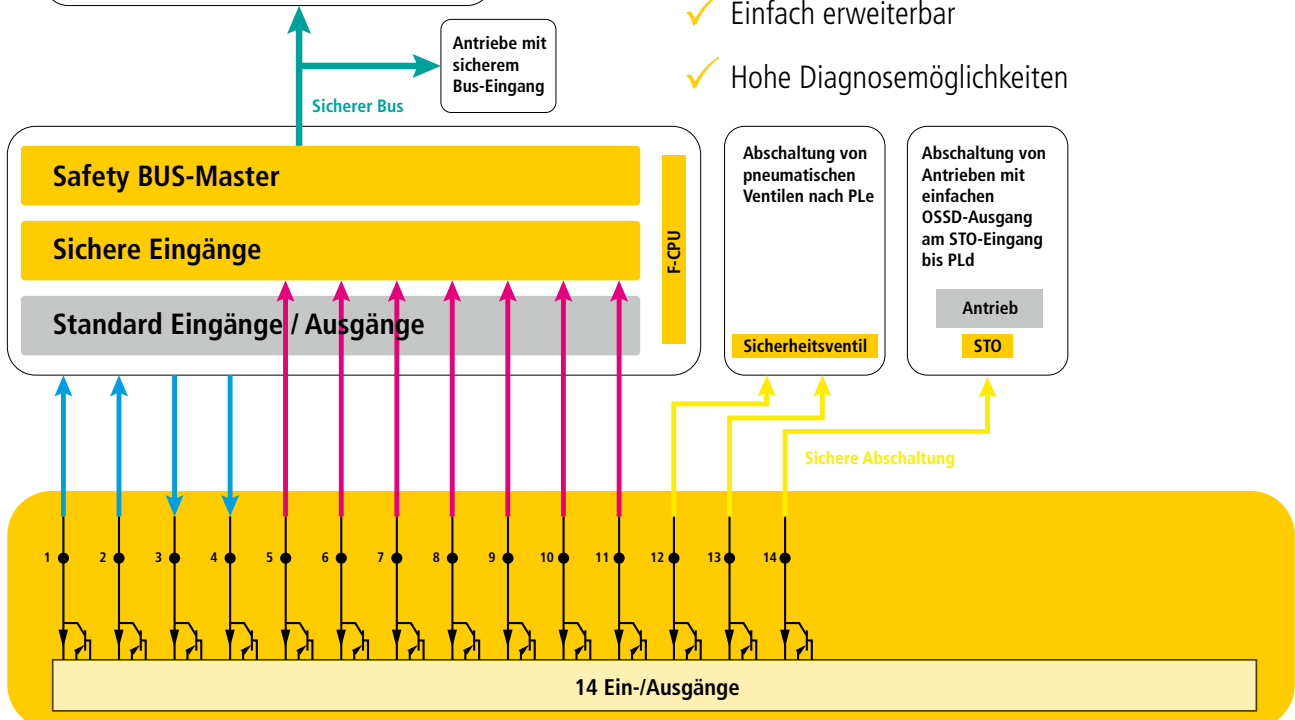 Einfach erweiterbar
Hohe Diagnosemöglichkeiten
Antriebe mit
sicherem
Bus-Eingang
Sicherer Bus
Safety BUS-Master
Sichere Eingänge
Standard Eingänge / Ausgänge
F-CPU
Abschaltung von
pneumatischen
Ventilen nach PLe
Sicherheitsventil
Abschaltung von
Antrieben mit
einfachen
OSSD-Ausgang
am STO-Eingang
bis PLd
Antrieb
STO
Sichere Abschaltung
1 2 3 4 5 6 7 8 9 10 11 12 13 14
14 Ein-/Ausgänge